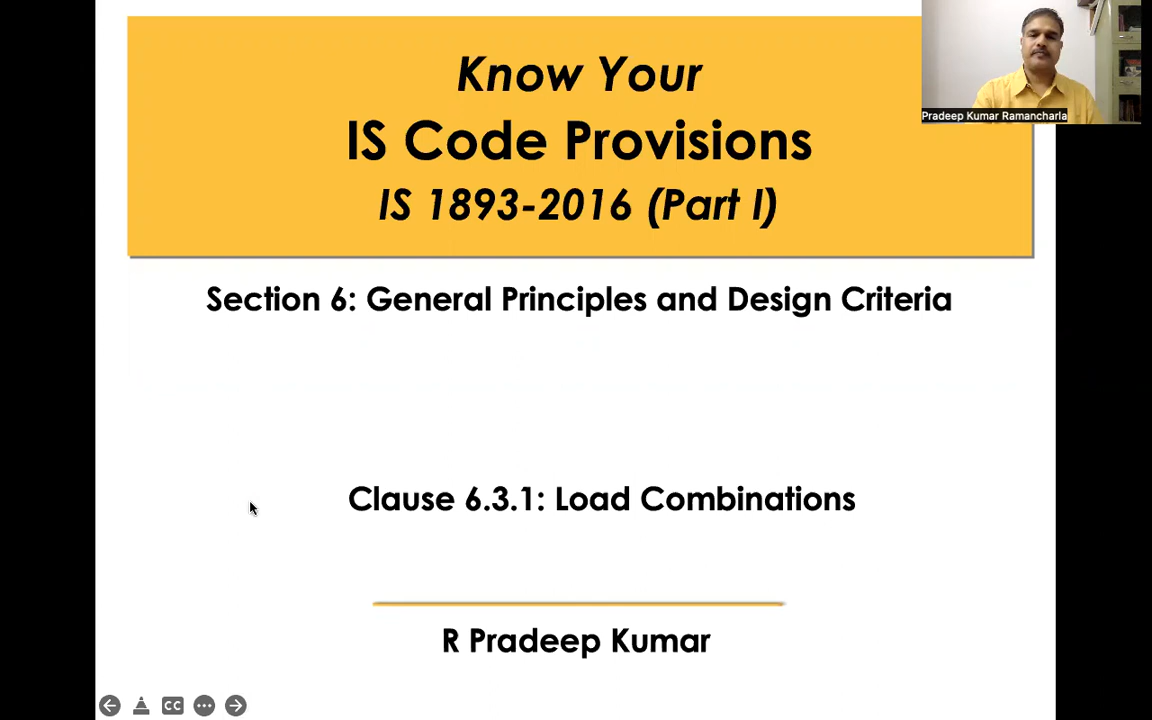 Know Your
IS Code Provisions
IS 1893-2016 (Part I)
Pradeep Kumar Ramancharla
Section 6: General Principles and Design Criteria
Clause 6.3.1: Load Combinations
R Pradeep Kumar
CC